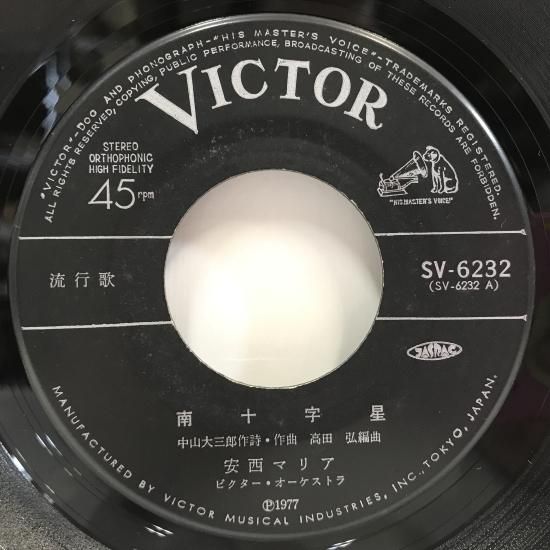 "VICTOR"-DOG AND PHONOGRAPH-"HIS MASTER'S VOICE"-TRADEMARKS REGISTERED.
ALL RIGHTS RESERVED, COPYING, PUBLIC PERFORMANCE, BROADCASTING OF THESE RECORDS ARE FORBIDDEN.
VICTOR
STEREO
ORTHOPHONIC
HIGH FIDELITY
45rpm
"HIS MASTER'S VOICE"
流行歌
SV-6232
(SV-6232 A)
JASRAC
南十字星
中山大三郎作詩・作曲 高田 弘編曲
安西マリア
ビクター・オーケストラ
Ⓟ1977
MANUFACTURED BY VICTOR MUSICAL INDUSTRIES, INC., TOKYO, JAPAN.